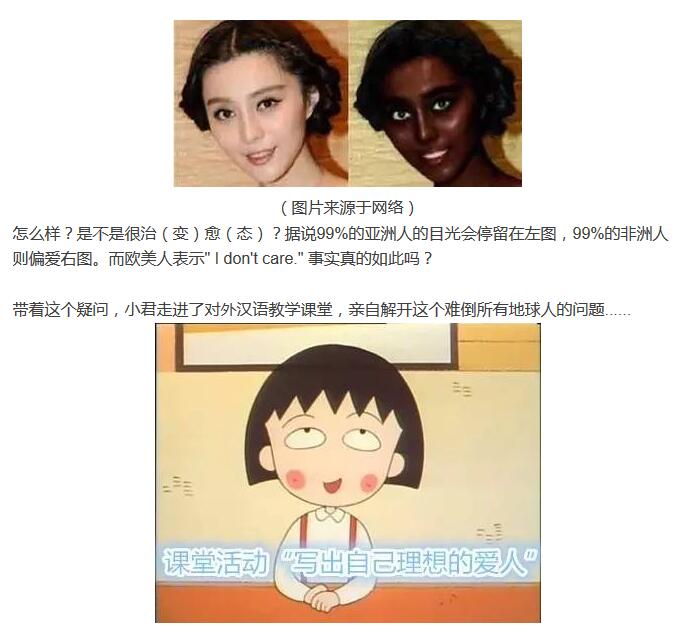 （图片来源于网络）
怎么样？是不是很治（变）愈（态）？据说99%的亚洲人的目光会停留在左图，99%的非洲人
则偏爱右图。而欧美人表示" I don't care." 事实真的如此吗？
带着这个疑问，小君走进了对外汉语教学课堂，亲自解开这个难倒所有地球人的问题......
课堂活动“写出自己理想的爱人”